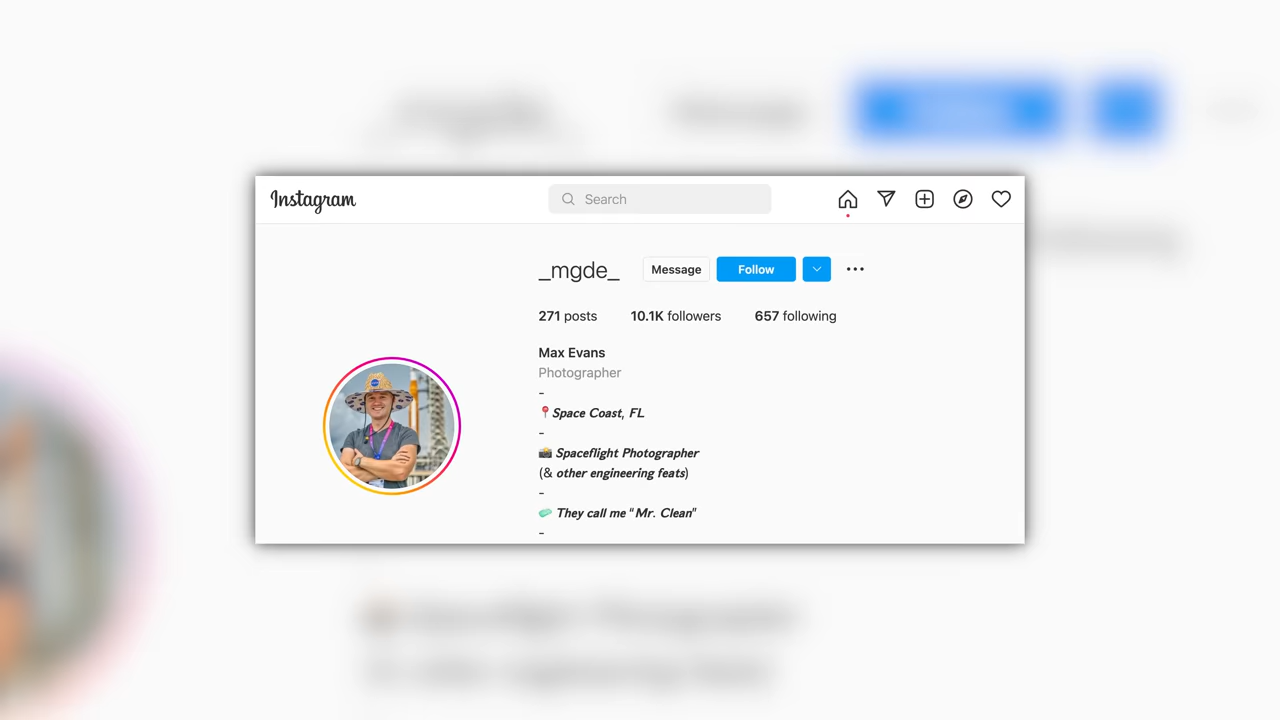 Instagram
Search
_mgde_ Message Follow
271 posts 10.1K followers 657 following
Max Evans
Photographer
-
📍Space Coast, FL
-
📸 Spaceflight Photographer
(& other engineering feats)
-
🧼 They call me "Mr. Clean"
-